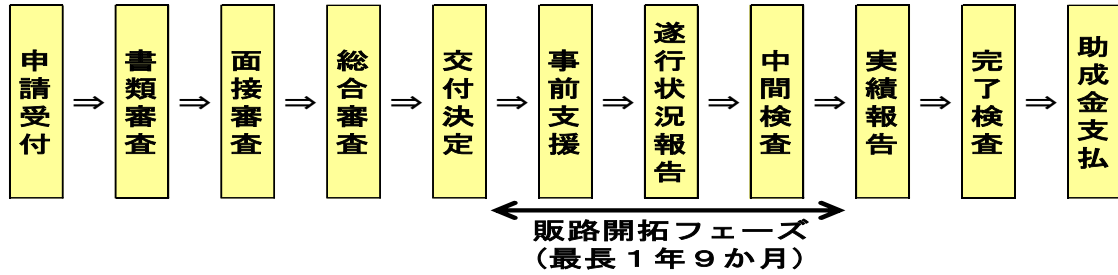 申請受付
⇒
書類審査
⇒
面接審査
⇒
総合審査
⇒
交付決定
⇒
事前支援
⇒
遂行状況報告
⇒
中間検査
⇒
実績報告
⇒
完了検査
⇒
助成金支払
販路開拓フェーズ
（最長１年９か月）